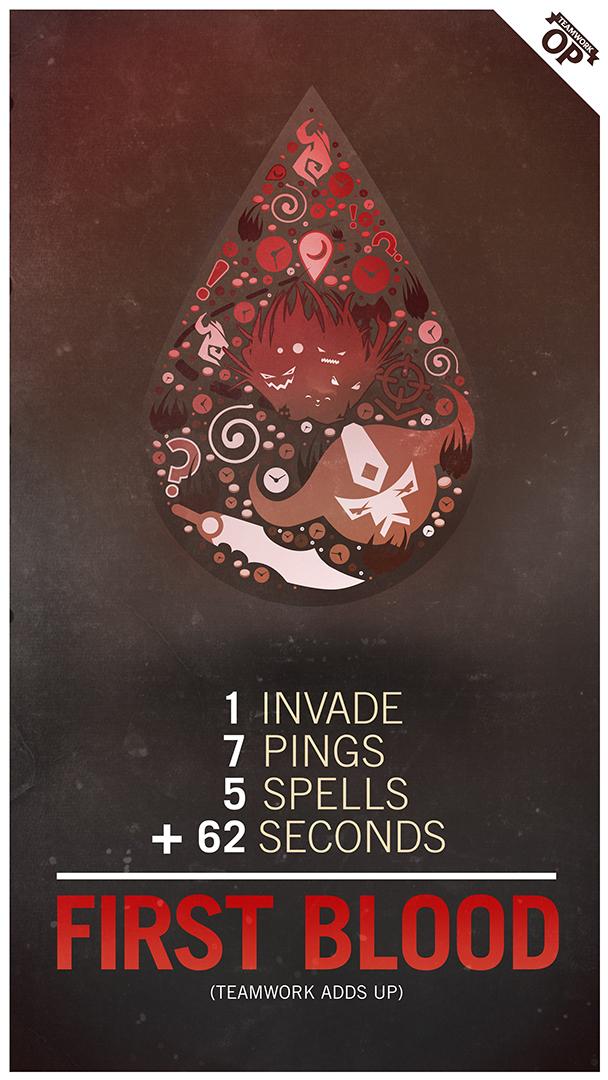 TEAMWORK
OP
1 INVADE
7 PINGS
5 SPELLS
+ 62 SECONDS
FIRST BLOOD
(TEAMWORK ADDS UP)